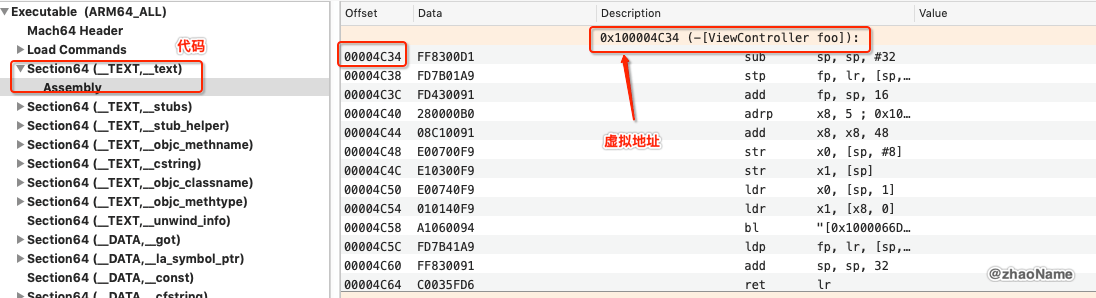 Executable (ARM64_ALL)
Mach64 Header
Load Commands
代码
Section64 (__TEXT,__text)
Assembly
Section64 (__TEXT,__stubs)
Section64 (__TEXT,__stub_helper)
Section64 (__TEXT,__objc_methname)
Section64 (__TEXT,__cstring)
Section64 (__TEXT,__objc_classname)
Section64 (__TEXT,__objc_methtype)
Section64 (__TEXT,__unwind_info)
Section64 (__DATA,__got)
Section64 (__DATA,__la_symbol_ptr)
Section64 (__DATA,__const)
Section64 (__DATA,__cfstring)
Offset Data Description Value
0x100004C34 (-[ViewController foo]):
00004C34 FF8300D1 sub sp, sp, #32
00004C38 FD7B01A9 stp fp, lr, [sp,…
00004C3C FD430091 add fp, sp, 16
00004C40 280000B0 adrp x8, 5 ; 0x10…
00004C44 08C10091 add x8, x8, 48
00004C48 E00700F9 str x0, [sp, #8]
00004C4C E10300F9 str x1, [sp]
00004C50 E00740F9 ldr x0, [sp, 1]
00004C54 010140F9 ldr x1, [x8, 0]
00004C58 A1060094 bl "[0x1000066D…
00004C5C FD7B41A9 ldp fp, lr, [sp,…
00004C60 FF830091 add sp, sp, 32
00004C64 C0035FD6 ret lr
虚拟地址
@zhaoName